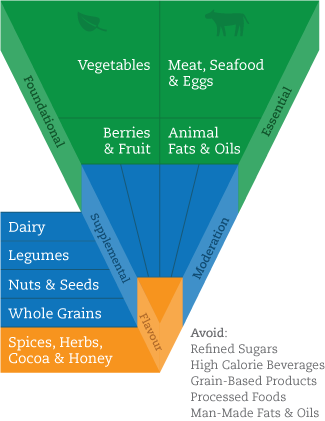 Vegetables
Meat, Seafood
& Eggs
Foundational
Essential
Berries
& Fruit
Animal
Fats & Oils
Supplemental
Moderation
Dairy
Legumes
Nuts & Seeds
Whole Grains
Flavour
Spices, Herbs,
Cocoa & Honey
Avoid:
Refined Sugars
High Calorie Beverages
Grain-Based Products
Processed Foods
Man-Made Fats & Oils